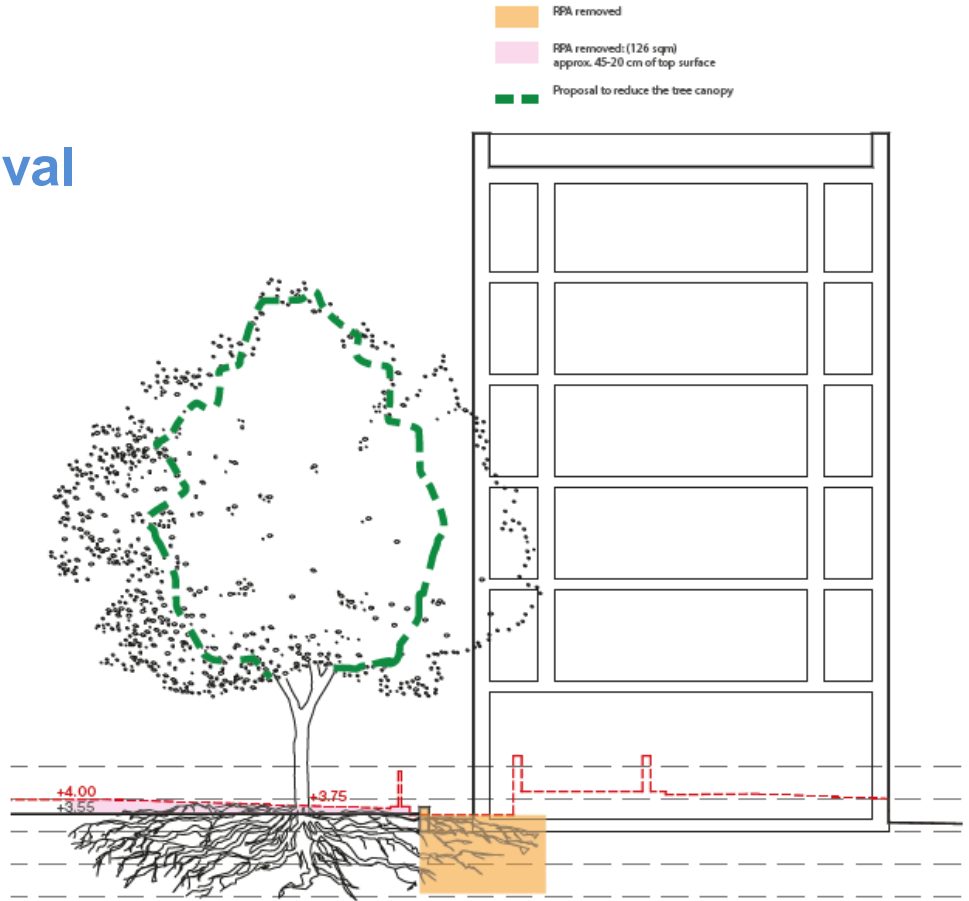 RPA removed
RPA removed: (126 sqm)
approx. 45-20 cm of top surface
Proposal to reduce the tree canopy
val
+4.00
+3.75
+3.55